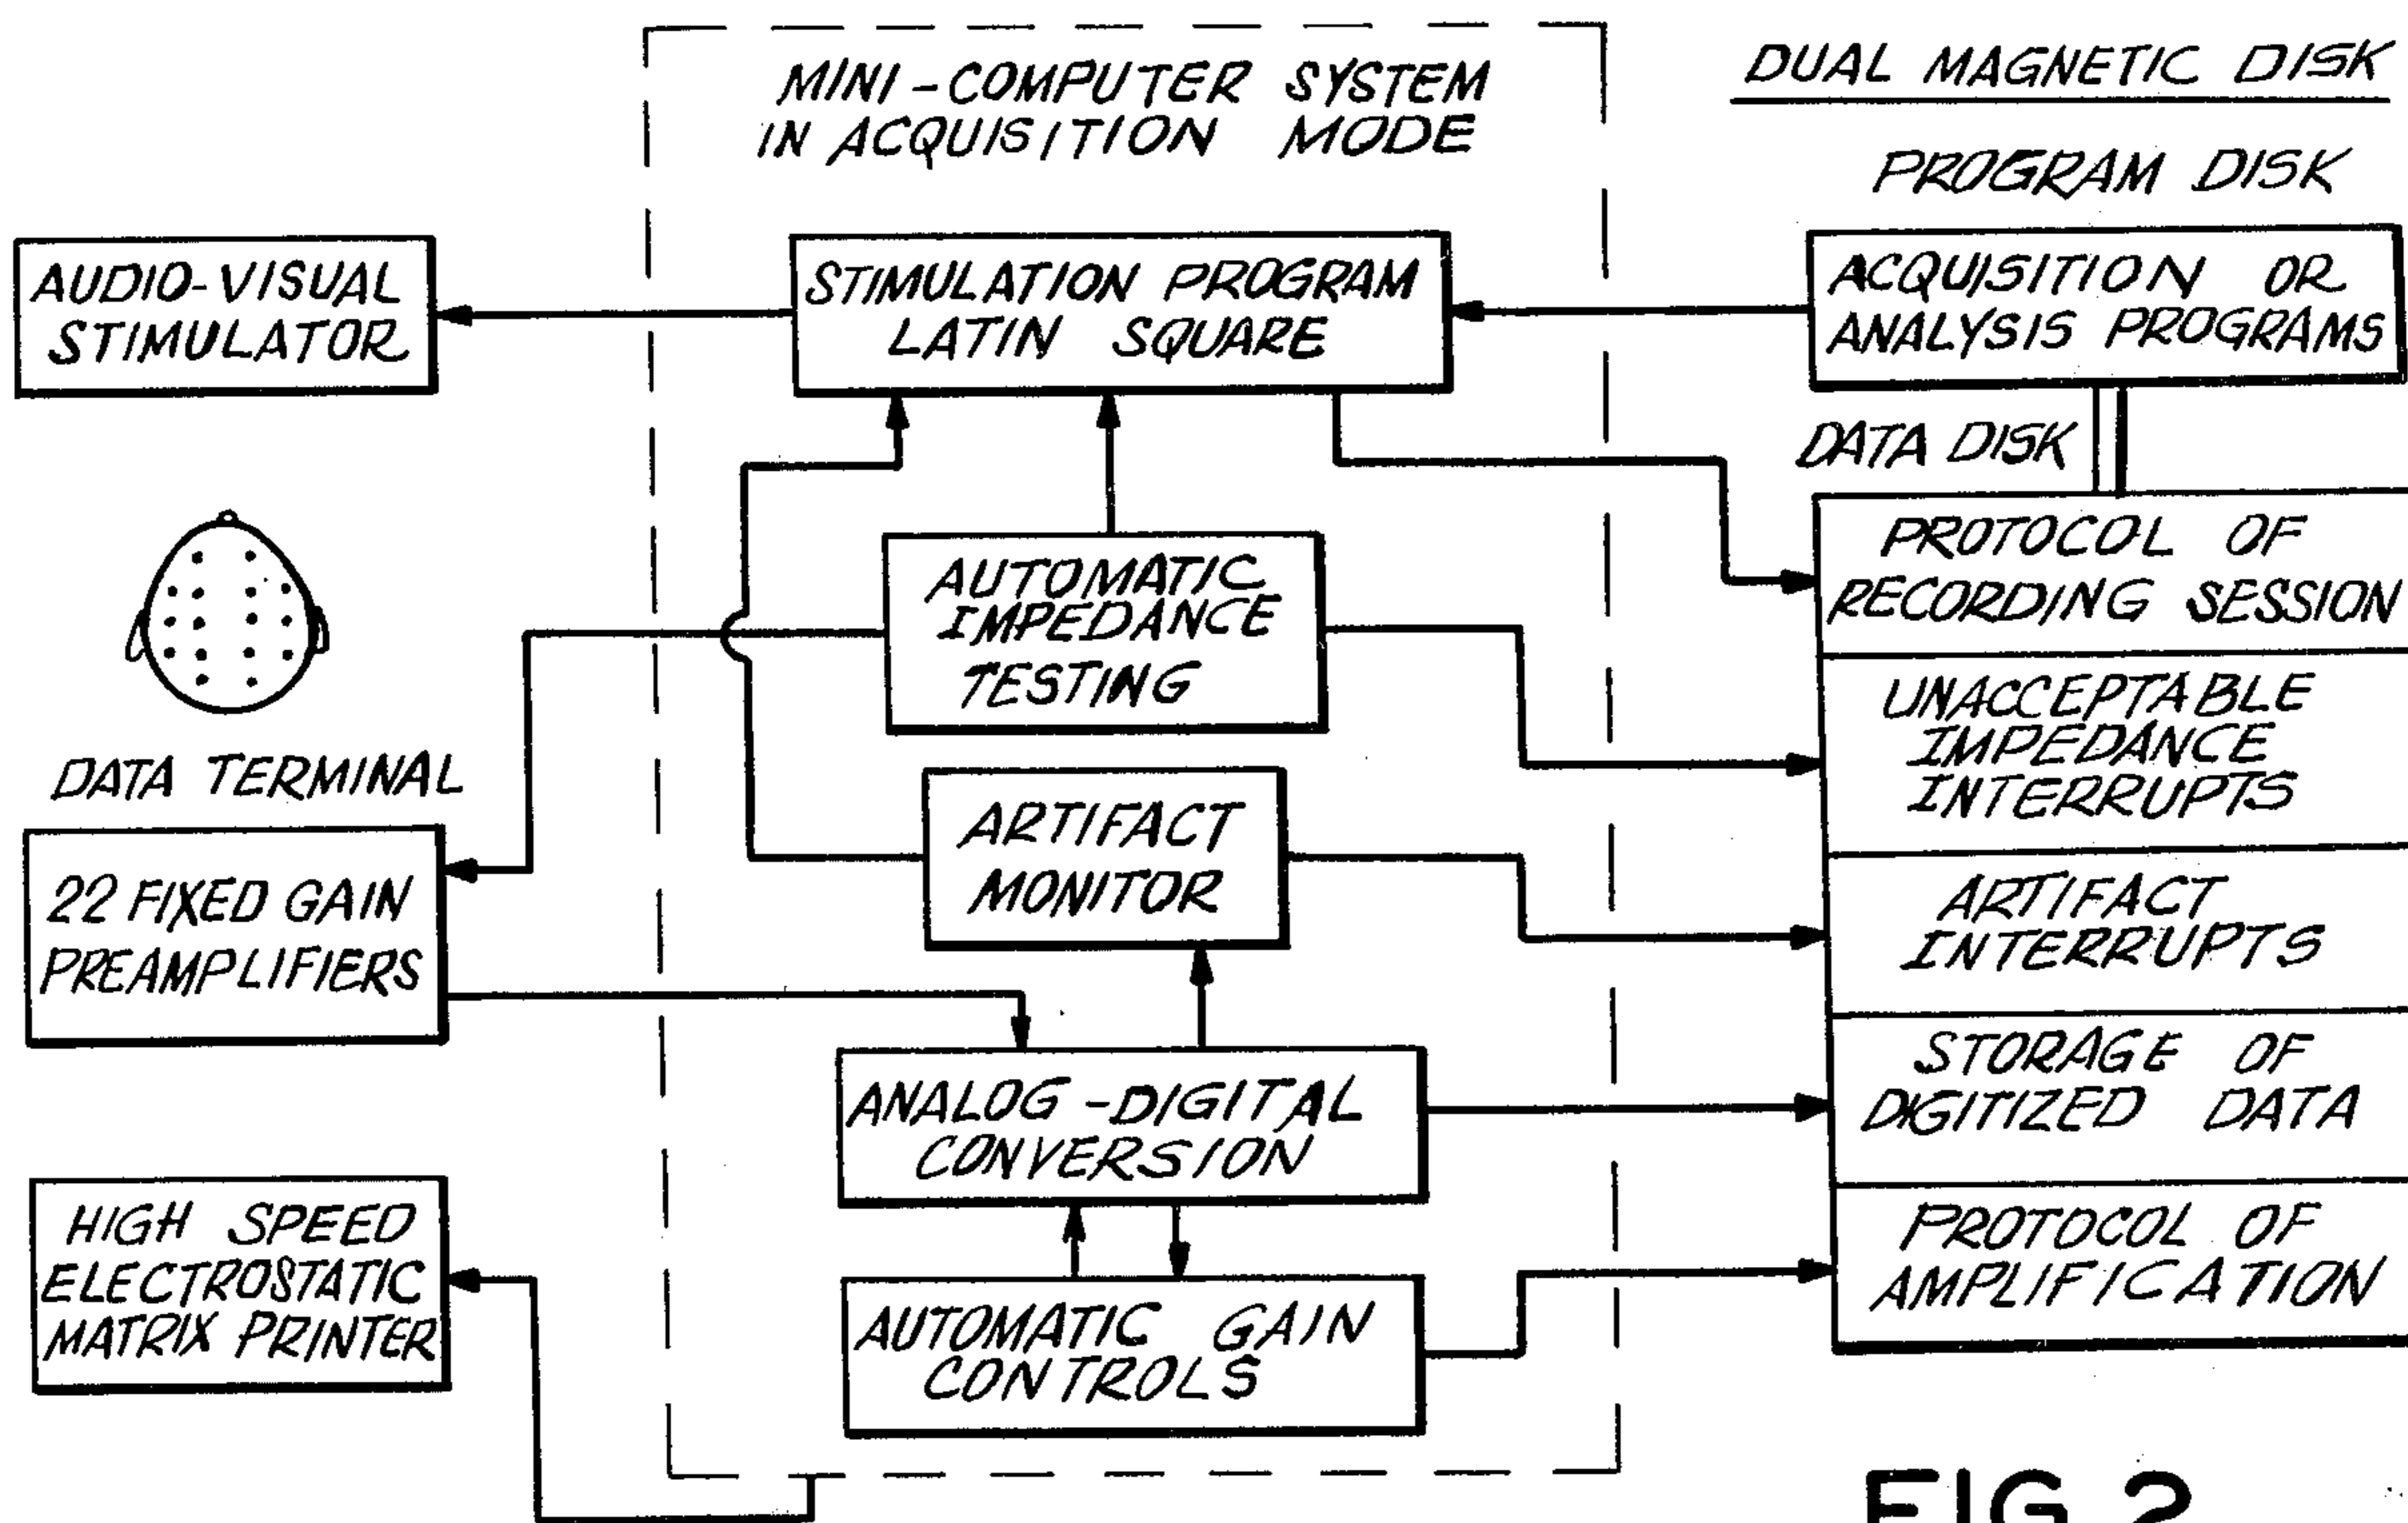 MINI-COMPUTER SYSTEM
IN ACQUISITION MODE
DUAL MAGNETIC DISK
PROGRAM DISK
AUDIO-VISUAL
STIMULATOR
STIMULATION PROGRAM
LATIN SQUARE
ACQUISITION OR
ANALYSIS PROGRAMS
DATA DISK
AUTOMATIC
IMPEDANCE
TESTING
PROTOCOL OF
RECORDING SESSION
UNACCEPTABLE
IMPEDANCE
INTERRUPTS
DATA TERMINAL
22 FIXED GAIN
PREAMPLIFIERS
ARTIFACT
MONITOR
ARTIFACT
INTERRUPTS
ANALOG-DIGITAL
CONVERSION
STORAGE OF
DIGITIZED DATA
HIGH SPEED
ELECTROSTATIC
MATRIX PRINTER
AUTOMATIC GAIN
CONTROLS
PROTOCOL OF
AMPLIFICATION
FIG. 2